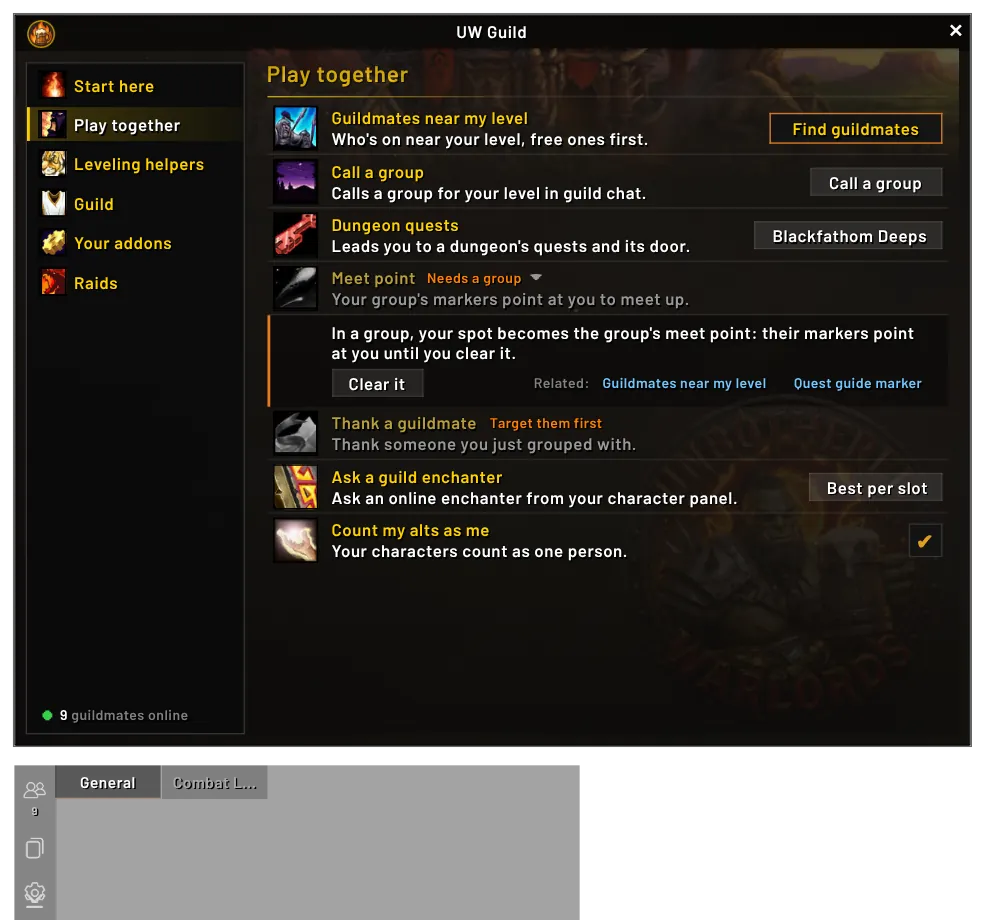 UW Guild
Start here
Play together
Leveling helpers
Guild
Your addons
Raids
9 guildmates online
Play together
Guildmates near my level
Who's on near your level, free ones first.
Find guildmates
Call a group
Calls a group for your level in guild chat.
Call a group
Dungeon quests
Leads you to a dungeon's quests and its door.
Blackfathom Deeps
Meet point Needs a group
Your group's markers point at you to meet up.
In a group, your spot becomes the group's meet point: their markers point
at you until you clear it.
Clear it
Related: Guildmates near my level Quest guide marker
Thank a guildmate Target them first
Thank someone you just grouped with.
Ask a guild enchanter
Ask an online enchanter from your character panel.
Best per slot
Count my alts as me
Your characters count as one person.
General
Combat L...
9